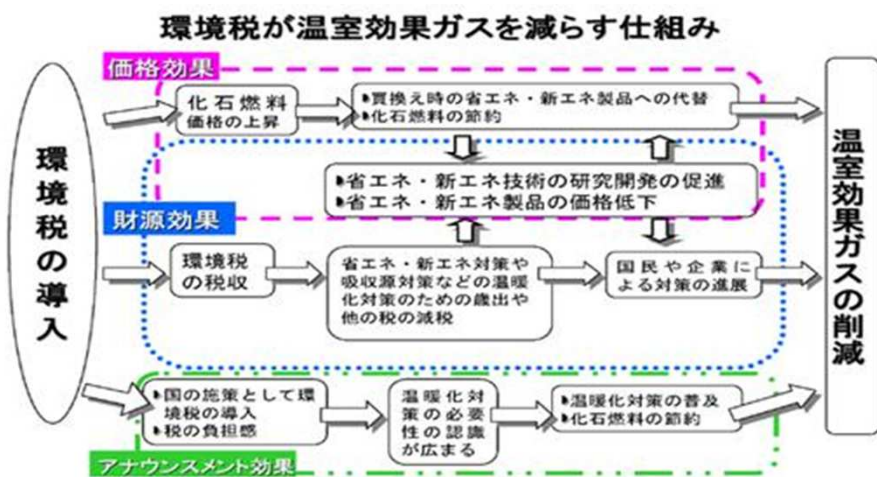 環境税が温室効果ガスを減らす仕組み
価格効果
化石燃料
価格の上昇
買換え時の省エネ・新エネ製品への代替
化石燃料の節約
環境税の導入
省エネ・新エネ技術の研究開発の促進
省エネ・新エネ製品の価格低下
財源効果
環境税
の税収
省エネ・新エネ対策や
吸収源対策などの温暖
化対策のための歳出や
他の税の減税
国民や企業に
よる対策の進展
温室効果ガスの削減
国の施策として環
境税の導入
税の負担感
温暖化対
策の必要
性の認識
が広まる
温暖化対策の普及
化石燃料の節約
アナウンスメント効果